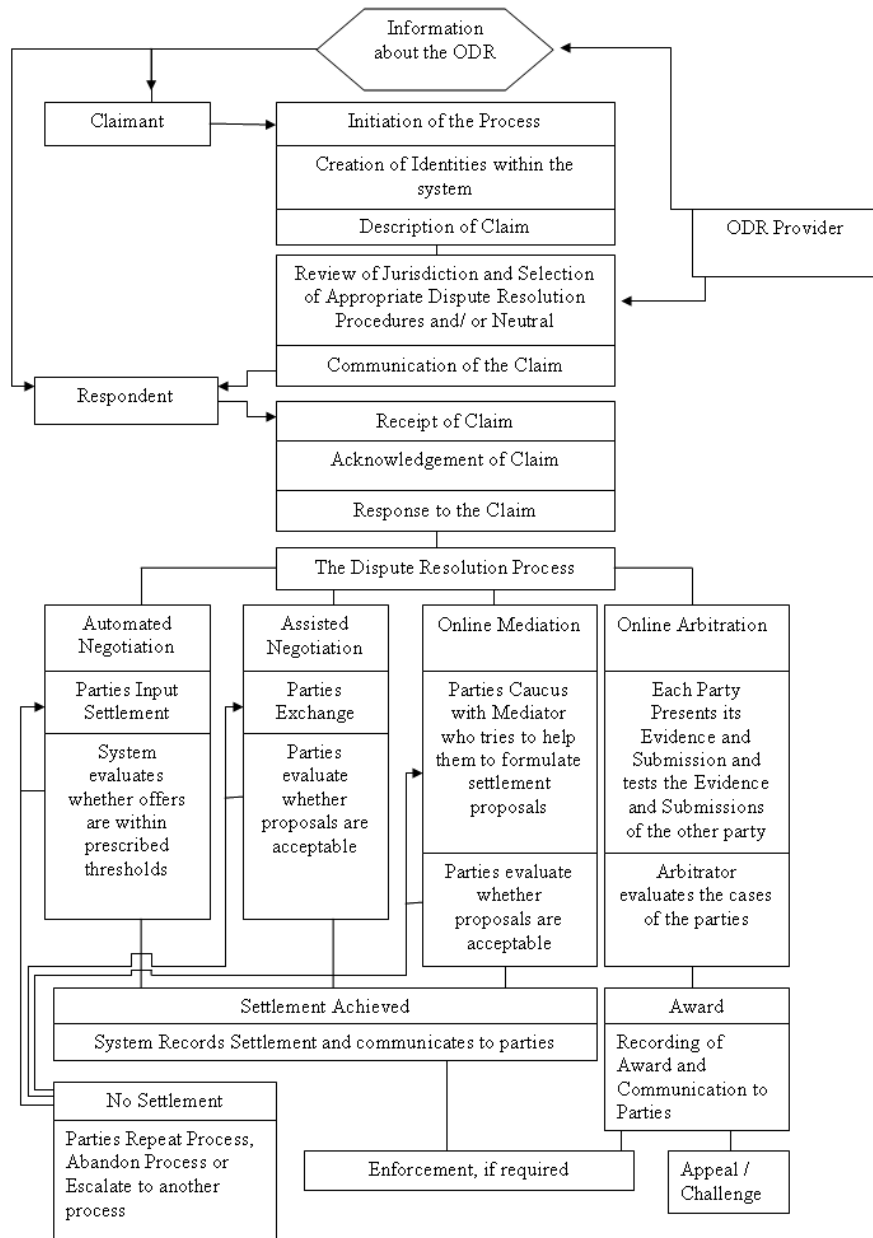 Information
about the ODR
Claimant
Initiation of the Process
Creation of Identities within the
system
Description of Claim
ODR Provider
Review of Jurisdiction and Selection
of Appropriate Dispute Resolution
Procedures and/ or Neutral
Communication of the Claim
Respondent
Receipt of Claim
Acknowledgement of Claim
Response to the Claim
The Dispute Resolution Process
Automated
Negotiation
Parties Input
Settlement
System
evaluates
whether offers
are within
prescribed
thresholds
Assisted
Negotiation
Parties
Exchange
Parties
evaluate
whether
proposals are
acceptable
Online Mediation
Parties Caucus
with Mediator
who tries to help
them to formulate
settlement
proposals
Parties evaluate
whether
proposals are
acceptable
Online Arbitration
Each Party
Presents its
Evidence and
Submission and
tests the Evidence
and Submissions
of the other party
Arbitrator
evaluates the cases
of the parties
Settlement Achieved
System Records Settlement and communicates to parties
Award
Recording of
Award and
Communication to
Parties
No Settlement
Parties Repeat Process,
Abandon Process or
Escalate to another
process
Enforcement, if required
Appeal /
Challenge